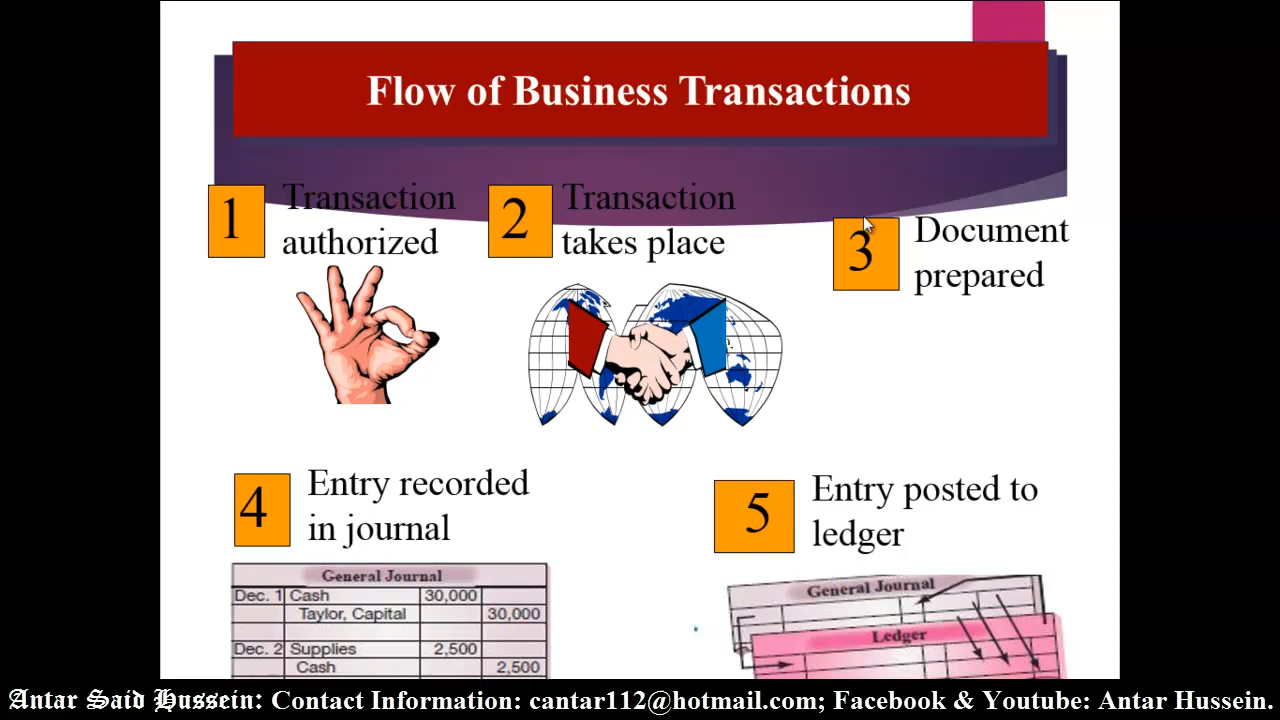 Flow of Business Transactions
1
Transaction
authorized
2
Transaction
takes place
3
Document
prepared
4
Entry recorded
in journal
5
Entry posted to
ledger
General Journal
Dec. 1 Cash 30,000
Taylor, Capital 30,000
Dec. 2 Supplies 2,500
Cash 2,500
General Journal
Ledger
Antar Said Hussein: Contact Information: cantar112@hotmail.com; Facebook & Youtube: Antar Hussein.